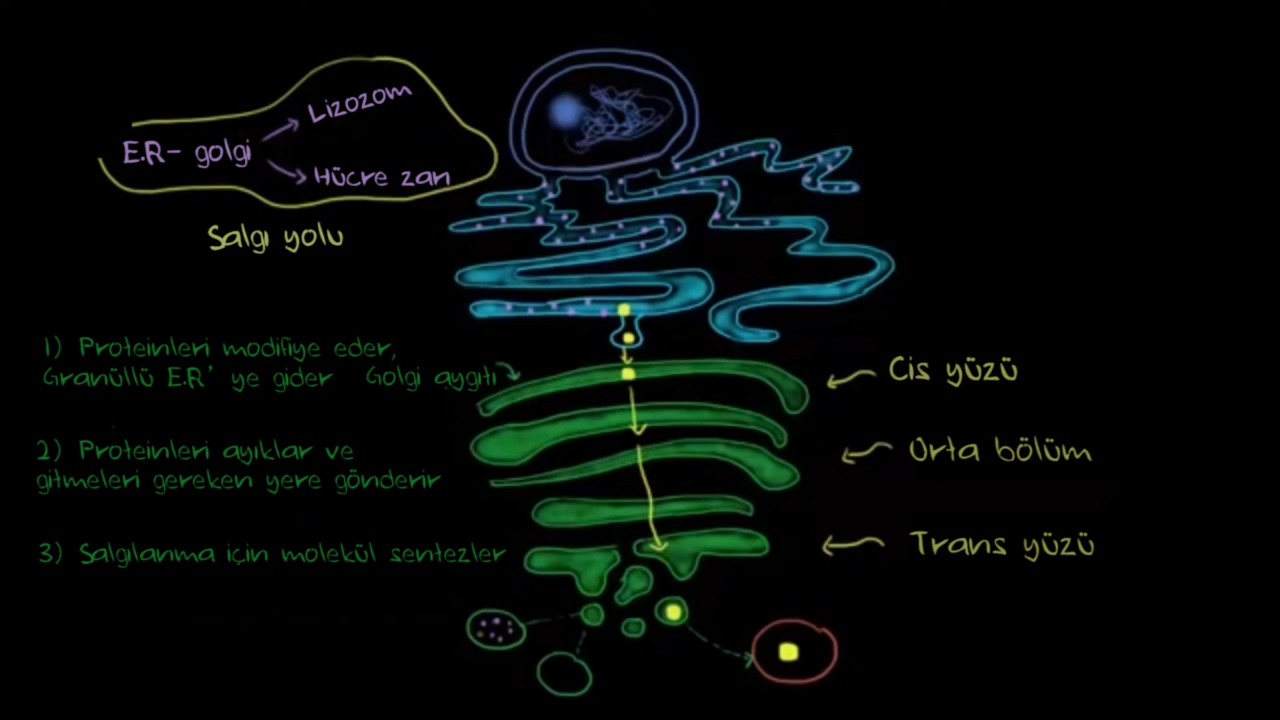 Lizozom
E.R- golgi
Hücre zarı
Salgı yolu
1) Proteinleri modifiye eder,
Granüllü E.R' ye gider
Golgi aygıtı
2) Proteinleri ayıklar ve
gitmeleri gereken yere gönderir
3) Salgılanma için molekül sentezler
Cis yüzü
Orta bölüm
Trans yüzü